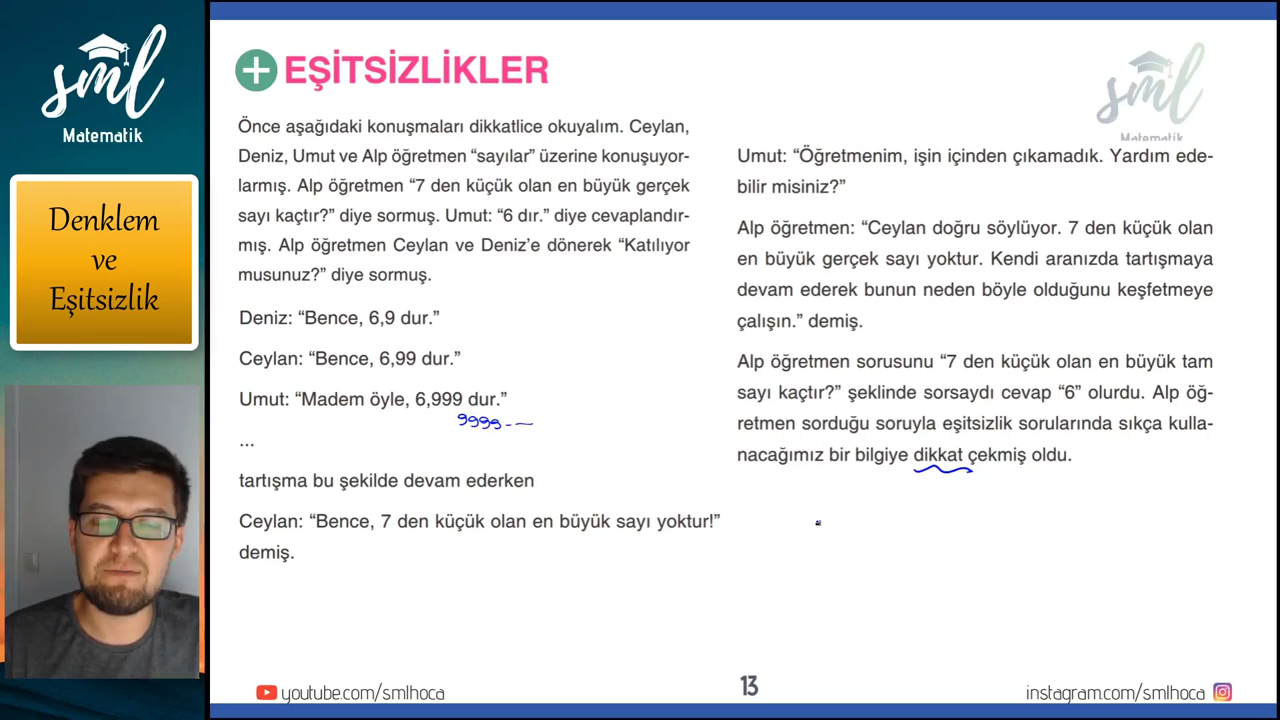 sml
Matematik
Denklem
ve
Eşitsizlik
EŞİTSİZLİKLER
Önce aşağıdaki konuşmaları dikkatlice okuyalım. Ceylan,
Deniz, Umut ve Alp öğretmen “sayılar” üzerine konuşuyor-
larmış. Alp öğretmen “7 den küçük olan en büyük gerçek
sayı kaçtır?” diye sormuş. Umut: “6 dır.” diye cevaplandır-
mış. Alp öğretmen Ceylan ve Deniz’e dönerek “Katılıyor
musunuz?” diye sormuş.
Deniz: “Bence, 6,9 dur.”
Ceylan: “Bence, 6,99 dur.”
Umut: “Madem öyle, 6,999 dur.”
9999---
...
tartışma bu şekilde devam ederken
Ceylan: “Bence, 7 den küçük olan en büyük sayı yoktur!”
demiş.
sml
Matematik
Umut: “Öğretmenim, işin içinden çıkamadık. Yardım ede-
bilir misiniz?”
Alp öğretmen: “Ceylan doğru söylüyor. 7 den küçük olan
en büyük gerçek sayı yoktur. Kendi aranızda tartışmaya
devam ederek bunun neden böyle olduğunu keşfetmeye
çalışın.” demiş.
Alp öğretmen sorusunu “7 den küçük olan en büyük tam
sayı kaçtır?” şeklinde sorsaydı cevap “6” olurdu. Alp öğ-
retmen sorduğu soruyla eşitsizlik sorularında sıkça kulla-
nacağımız bir bilgiye dikkat çekmiş oldu.
youtube.com/smlhoca
13
instagram.com/smlhoca